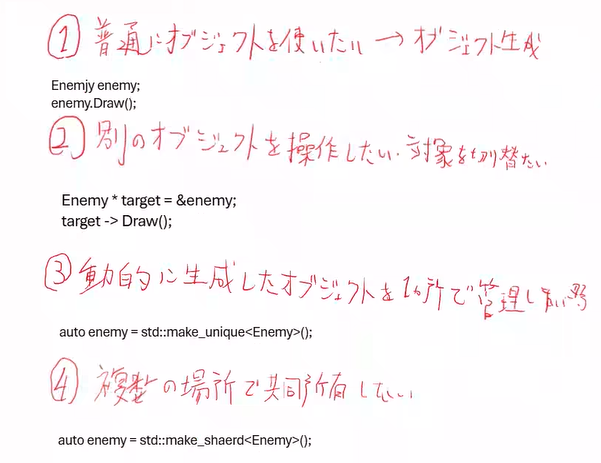 ① 普通にオブジェクトを使いたい → オブジェクト生成
Enemjy enemy;
enemy.Draw();
② 別のオブジェクトを操作したい・対象を切替たい
Enemy * target = &enemy;
target -> Draw();
③ 動的に生成したオブジェクトを1ヶ所で管理したい時
auto enemy = std::make_unique<Enemy>();
④ 複数の場所で共同所有したい
auto enemy = std::make_shaerd<Enemy>();